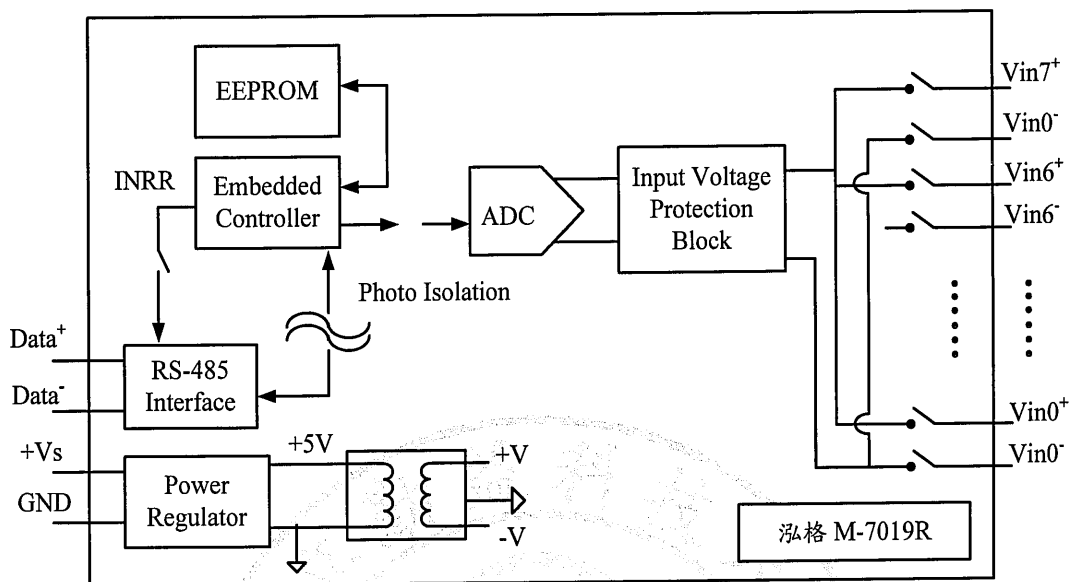 EEPROM
INRR
Embedded
Controller
ADC
Input Voltage
Protection
Block
Vin7+
Vin0-
Vin6+
Vin6-
Photo Isolation
Data+
Data-
RS-485
Interface
Vin0+
Vin0-
+Vs
GND
Power
Regulator
+5V
+V
-V
泓格 M-7019R